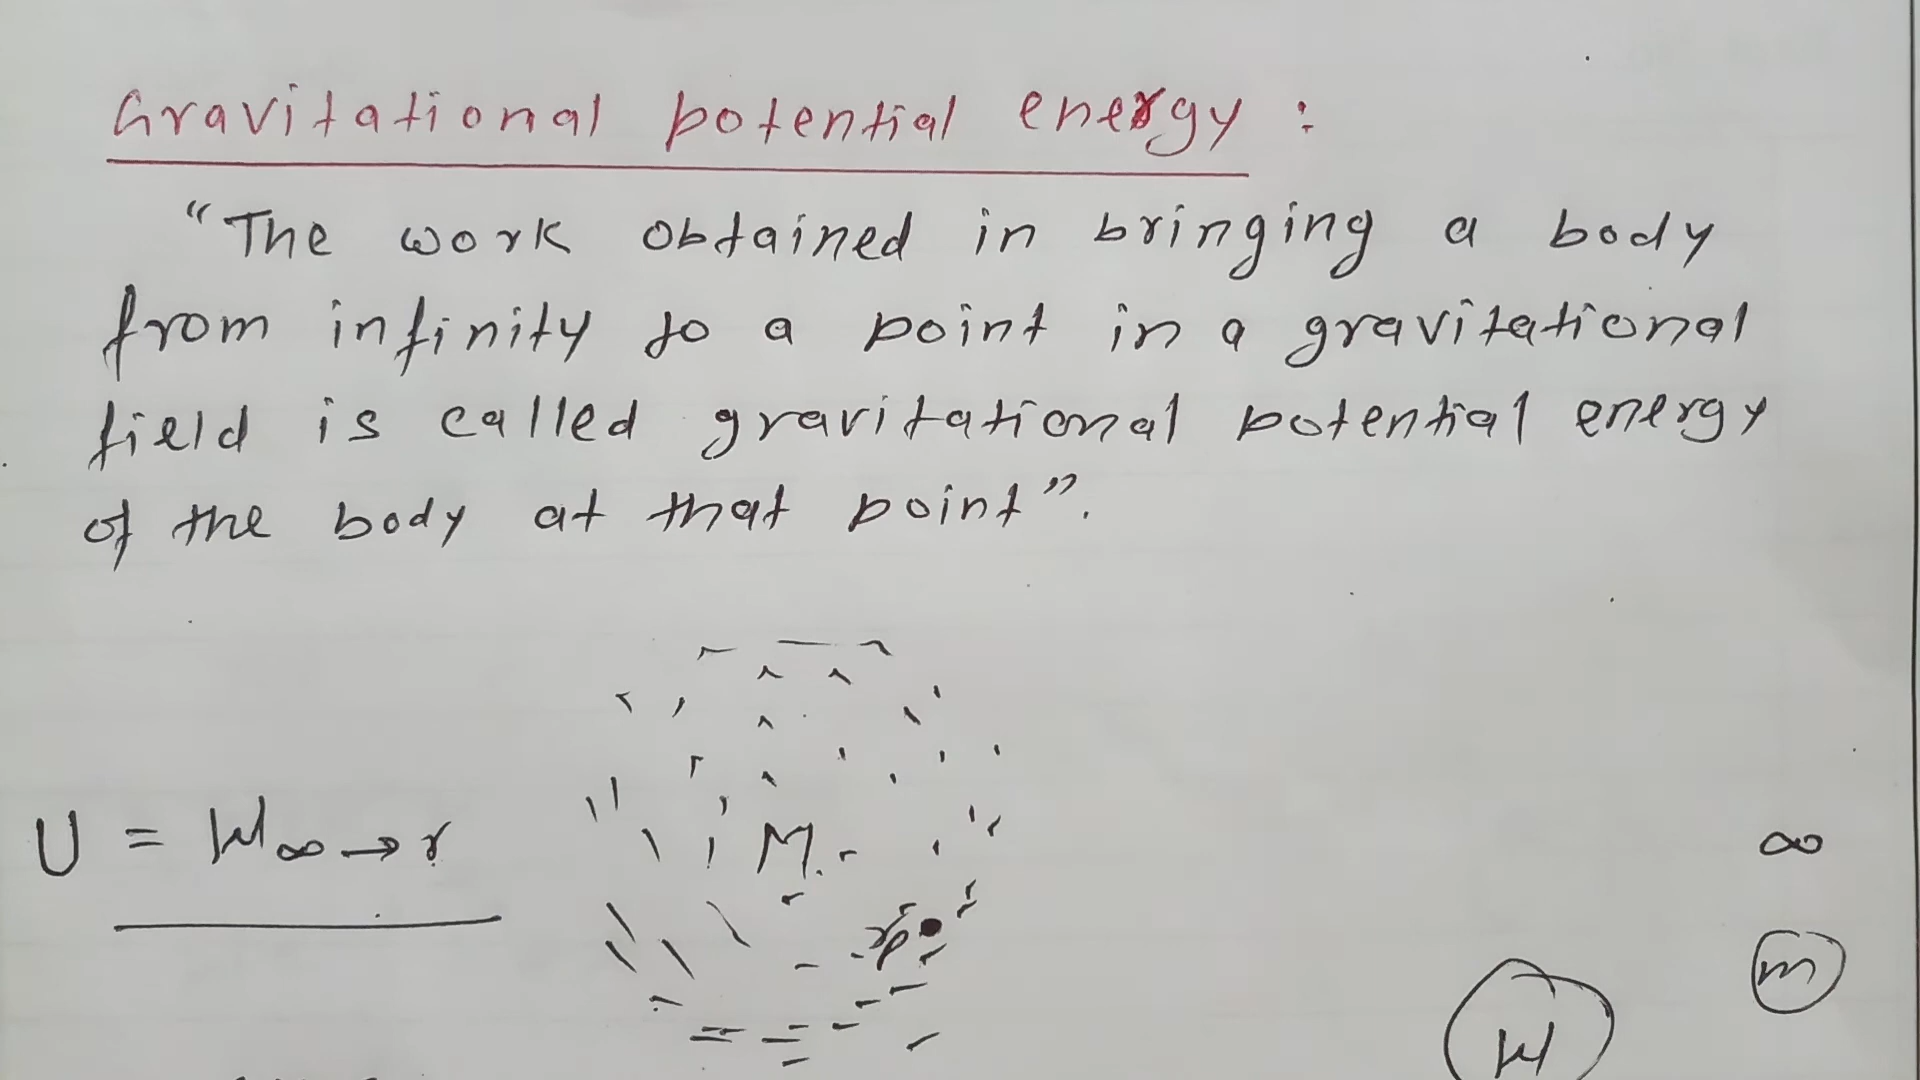 Gravitational potential energy :
"The work obtained in bringing a body
from infinity to a point in a gravitational
field is called gravitational potential energy
of the body at that point".
U = W∞→r
M
∞
m
W